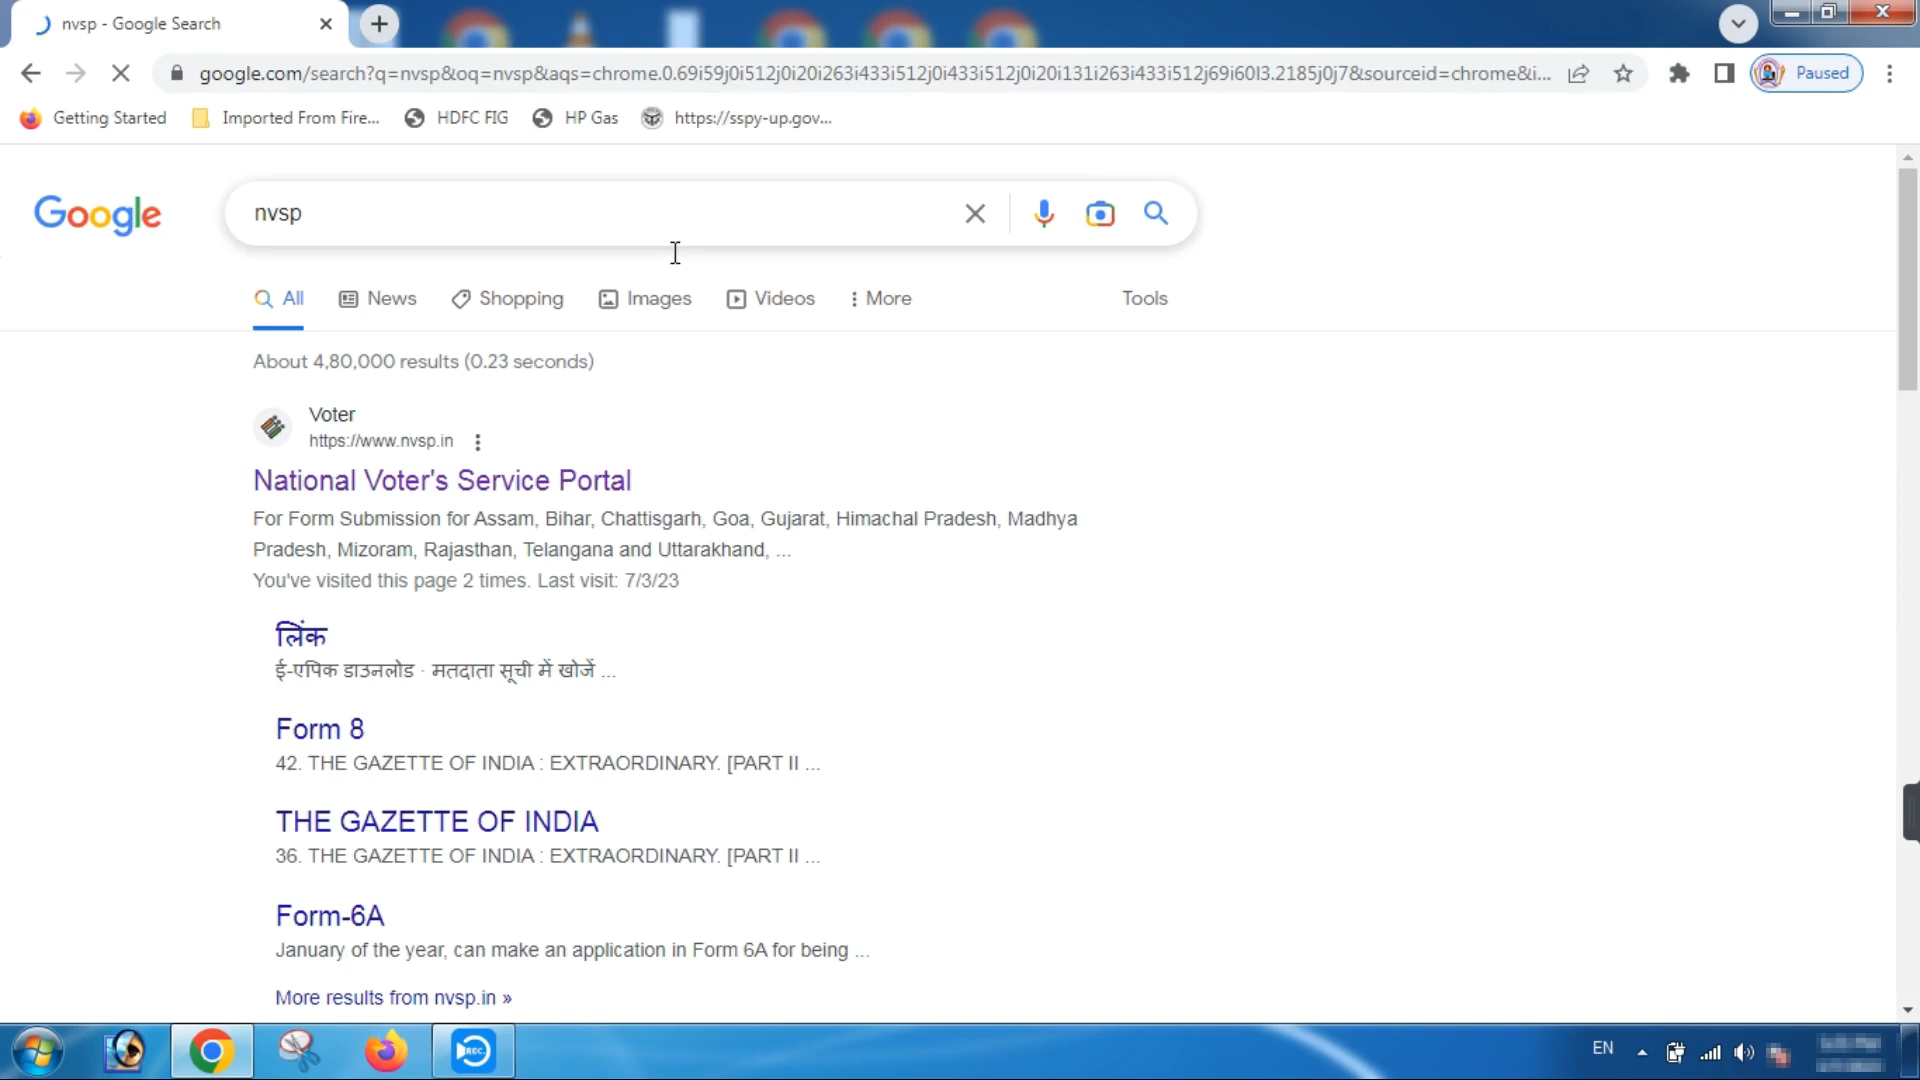 nvsp - Google Search
google.com/search?q=nvsp&oq=nvsp&aqs=chrome.0.69i59j0i512j0i20i263i433i512j0i433i512j0i20i131i263i433i512j69i60l3.2185j0j7&sourceid=chrome&i...
Paused
Getting Started
Imported From Fire...
HDFC FIG
HP Gas
https://sspy-up.gov...
Google
nvsp
All
News
Shopping
Images
Videos
More
Tools
About 4,80,000 results (0.23 seconds)
Voter
https://www.nvsp.in
National Voter's Service Portal
For Form Submission for Assam, Bihar, Chattisgarh, Goa, Gujarat, Himachal Pradesh, Madhya
Pradesh, Mizoram, Rajasthan, Telangana and Uttarakhand, ...
You've visited this page 2 times. Last visit: 7/3/23
लिंक
ई-एपिक डाउनलोड · मतदाता सूची में खोजें ...
Form 8
42. THE GAZETTE OF INDIA : EXTRAORDINARY. [PART II ...
THE GAZETTE OF INDIA
36. THE GAZETTE OF INDIA : EXTRAORDINARY. [PART II ...
Form-6A
January of the year, can make an application in Form 6A for being ...
More results from nvsp.in »
REC
EN